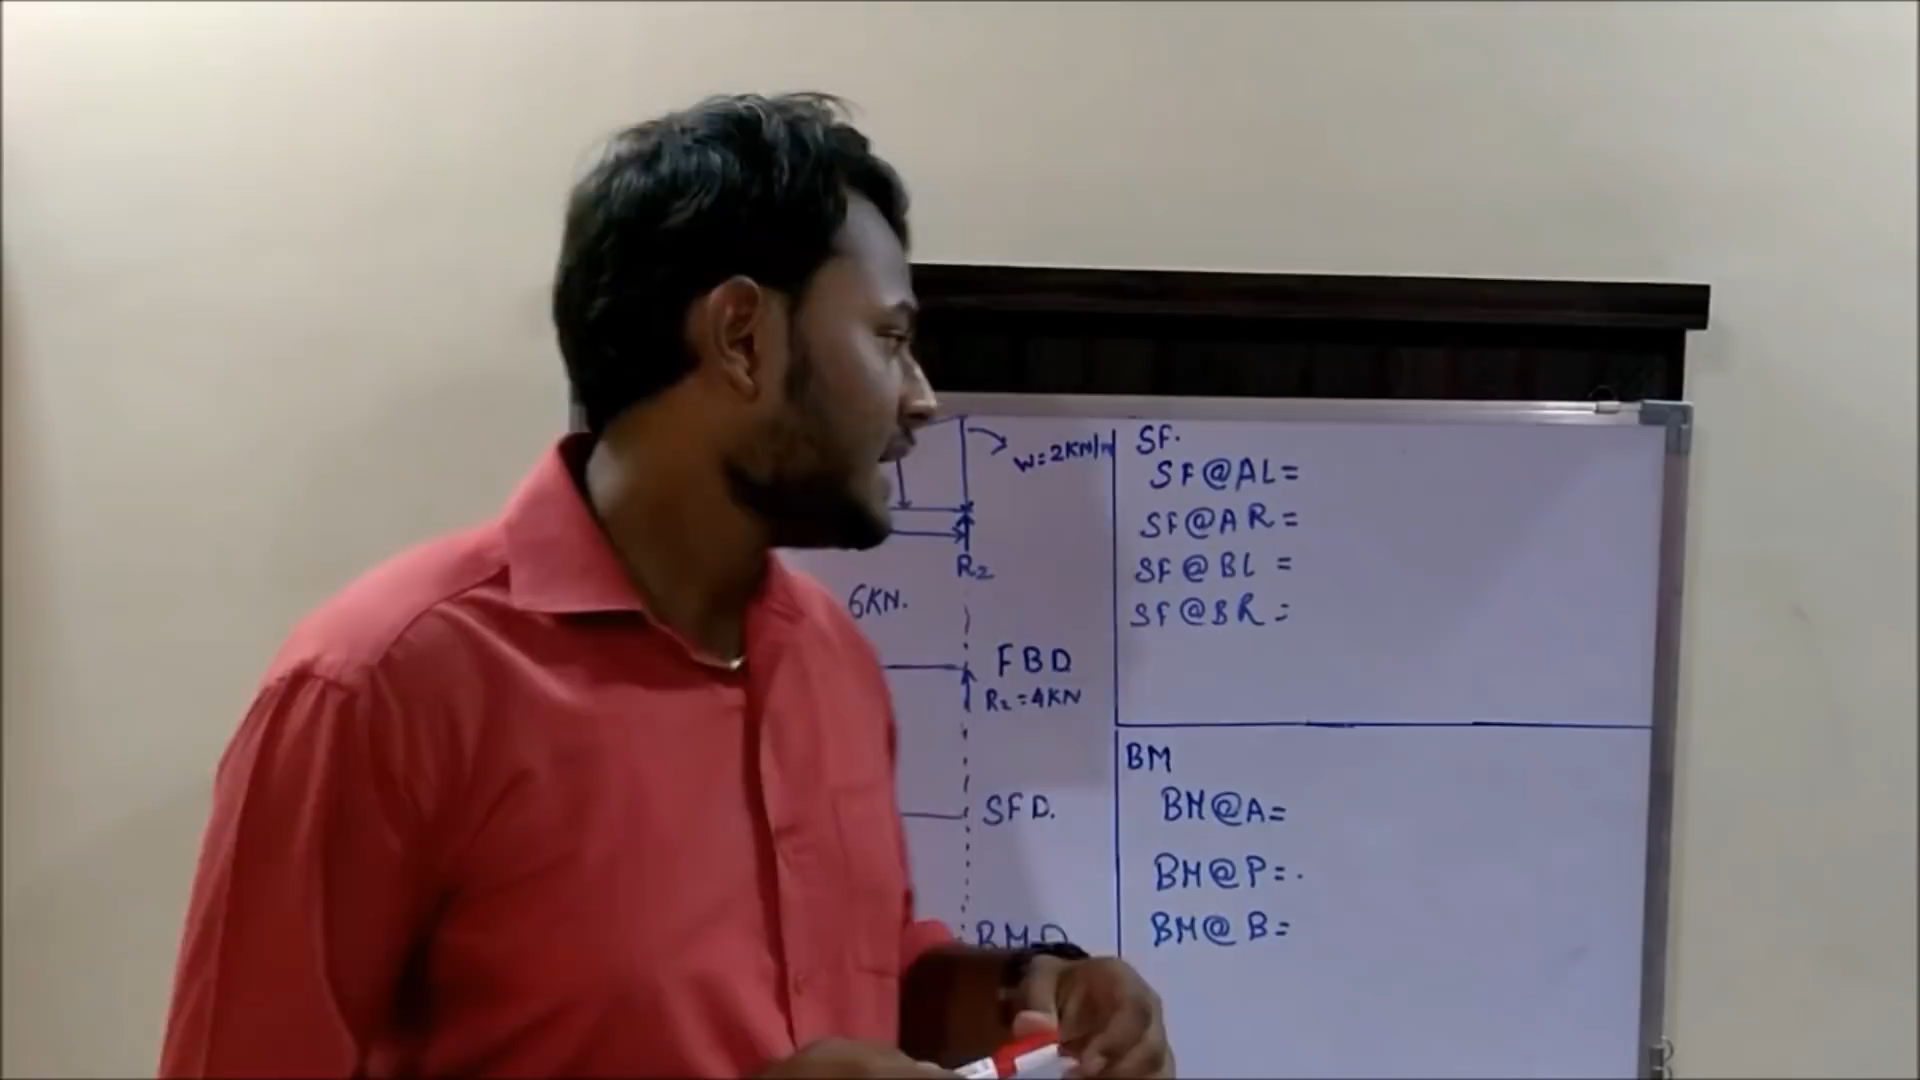 W=2KN/M
R2
6KN.
FBD
R2=4KN
SFD.
BMD
SF.
SF@AL=
SF@AR=
SF@BL=
SF@BR=
BM
BM@A=
BM@P=.
BM@B=